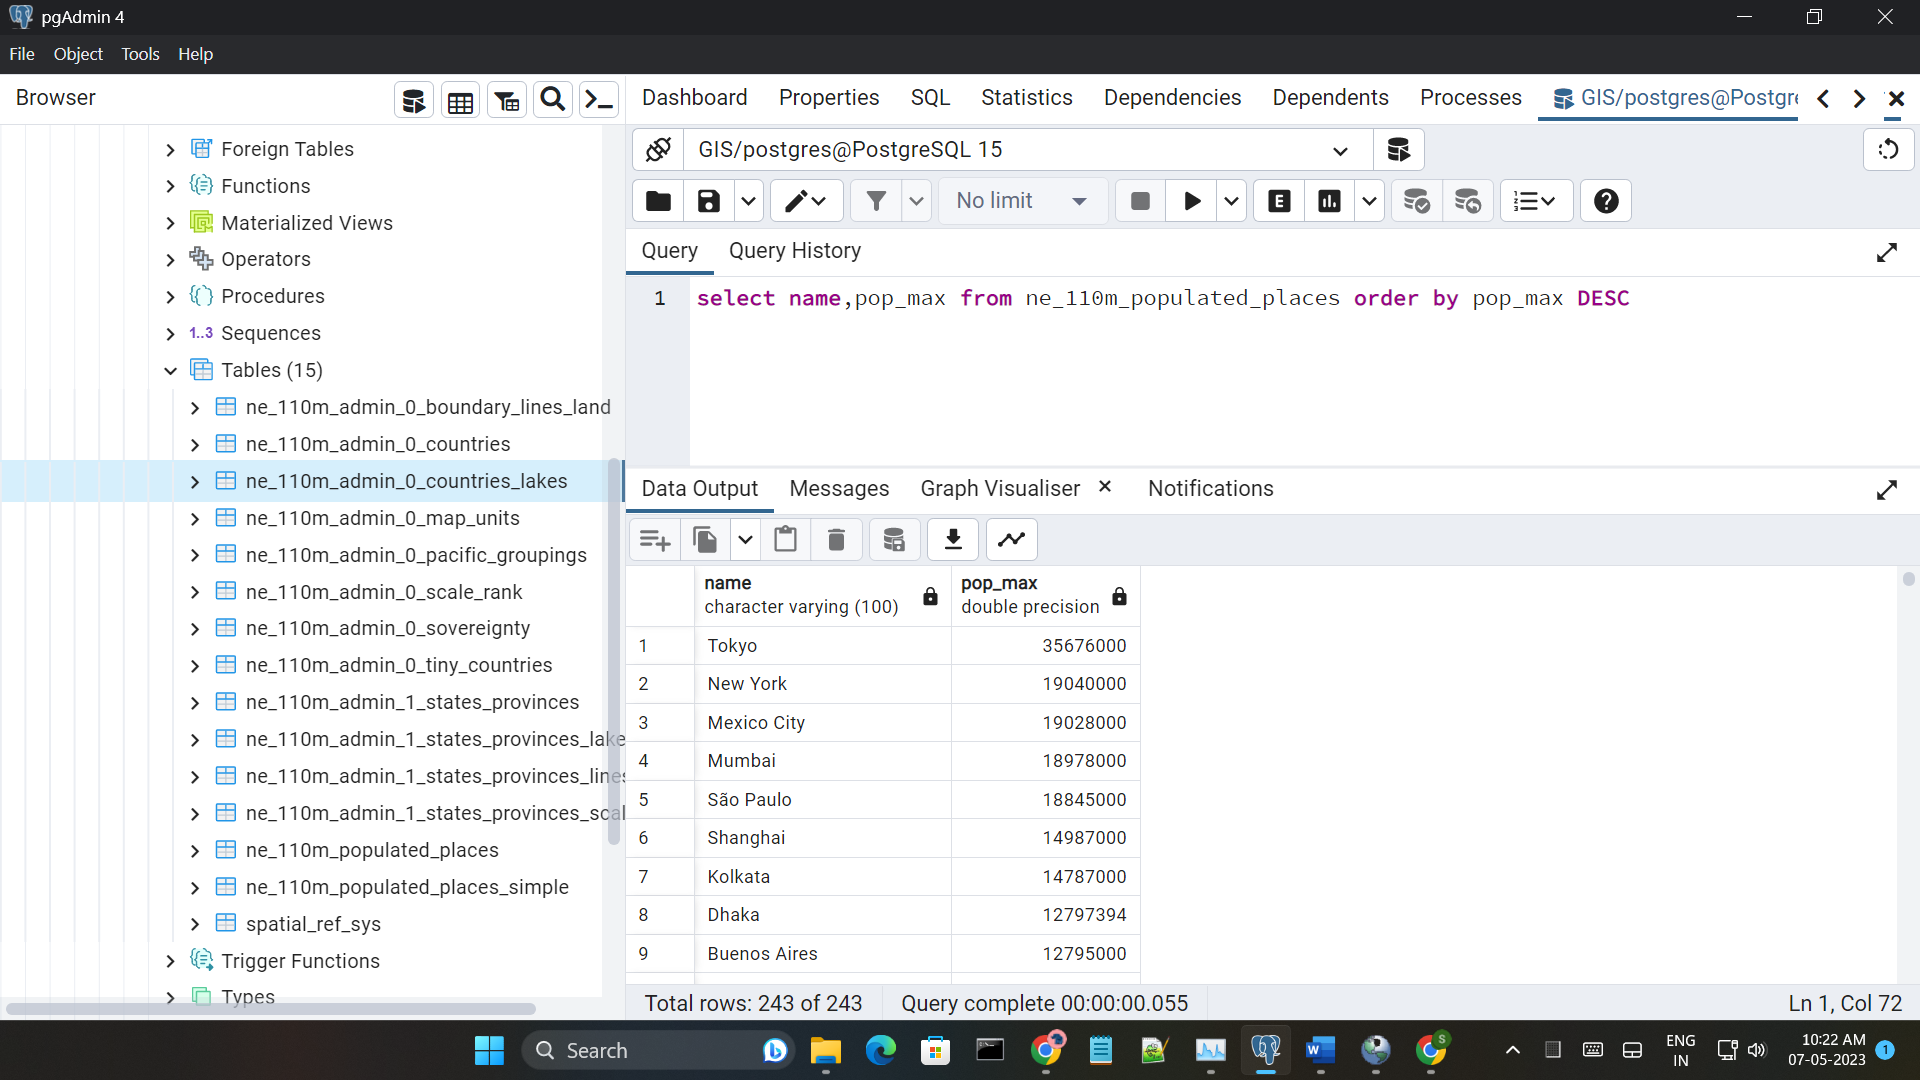 pgAdmin 4
File Object Tools Help
Browser
Dashboard Properties SQL Statistics Dependencies Dependents Processes GIS/postgres@Postgre
Foreign Tables
Functions
Materialized Views
Operators
Procedures
1..3 Sequences
Tables (15)
ne_110m_admin_0_boundary_lines_land
ne_110m_admin_0_countries
ne_110m_admin_0_countries_lakes
ne_110m_admin_0_map_units
ne_110m_admin_0_pacific_groupings
ne_110m_admin_0_scale_rank
ne_110m_admin_0_sovereignty
ne_110m_admin_0_tiny_countries
ne_110m_admin_1_states_provinces
ne_110m_admin_1_states_provinces_lake
ne_110m_admin_1_states_provinces_lines
ne_110m_admin_1_states_provinces_scal
ne_110m_populated_places
ne_110m_populated_places_simple
spatial_ref_sys
Trigger Functions
Types
GIS/postgres@PostgreSQL 15
No limit
E
Query Query History
1 select name,pop_max from ne_110m_populated_places order by pop_max DESC
Data Output Messages Graph Visualiser Notifications
name pop_max
character varying (100) double precision
1 Tokyo 35676000
2 New York 19040000
3 Mexico City 19028000
4 Mumbai 18978000
5 São Paulo 18845000
6 Shanghai 14987000
7 Kolkata 14787000
8 Dhaka 12797394
9 Buenos Aires 12795000
Total rows: 243 of 243 Query complete 00:00:00.055 Ln 1, Col 72
Search
W
S
ENG
IN
10:22 AM
07-05-2023
1